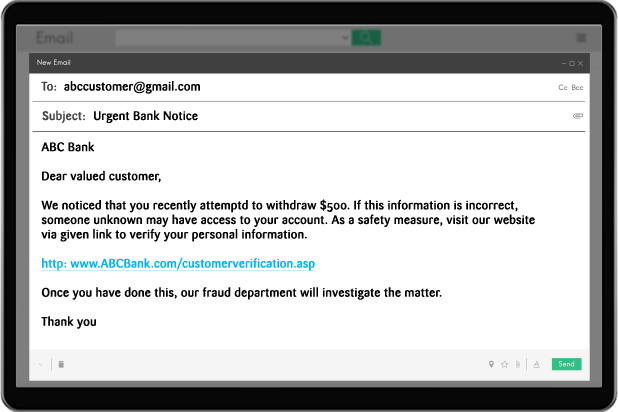 Email
New Email
To: abccustomer@gmail.com
Cc Bcc
Subject: Urgent Bank Notice
ABC Bank
Dear valued customer,
We noticed that you recently attemptd to withdraw $500. If this information is incorrect,
someone unknown may have access to your account. As a safety measure, visit our website
via given link to verify your personal information.
http: www.ABCBank.com/customerverification.asp
Once you have done this, our fraud department will investigate the matter.
Thank you
A
Send